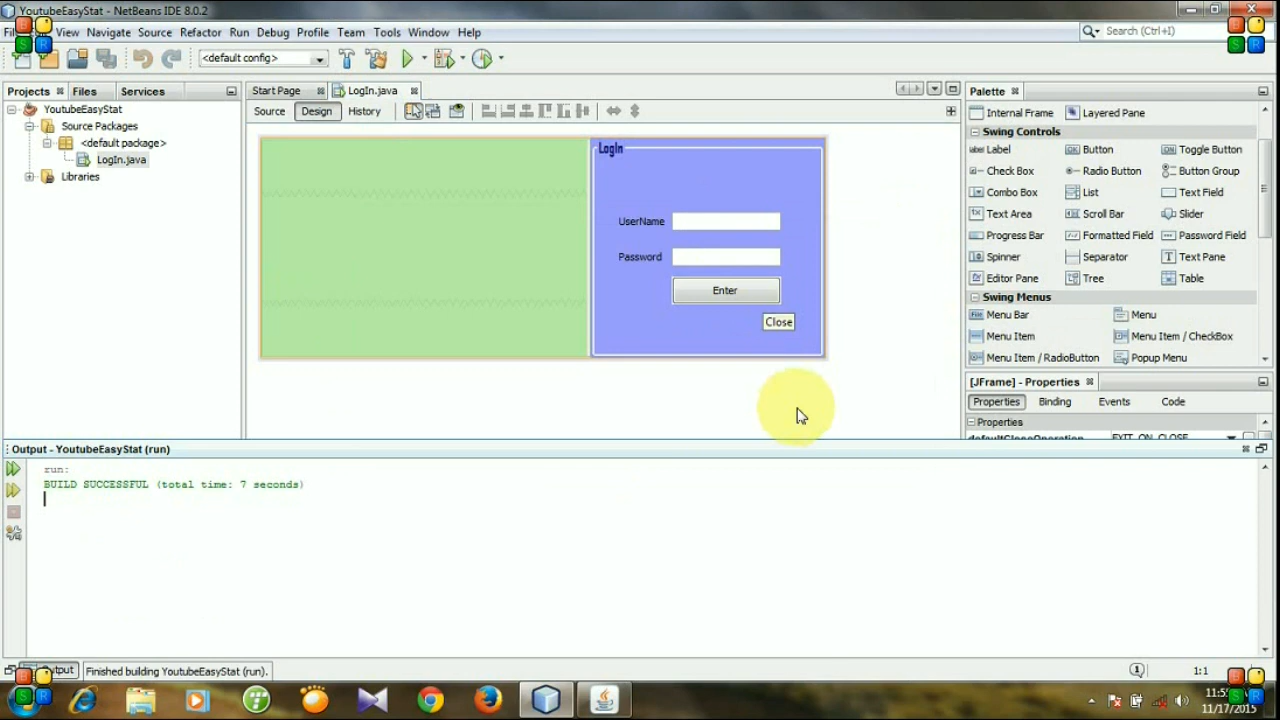 YoutubeEasyStat - NetBeans IDE 8.0.2
View Navigate Source Refactor Run Debug Profile Team Tools Window Help
Search (Ctrl+I)
<default config>
Projects Files Services
Start Page LogIn.java
Palette
YoutubeEasyStat
Source Packages
<default package>
LogIn.java
Libraries
Source Design History
LogIn
UserName
Password
Enter
Close
Internal Frame Layered Pane
Swing Controls
Label Button Toggle Button
Check Box Radio Button Button Group
Combo Box List Text Field
Text Area Scroll Bar Slider
Progress Bar Formatted Field Password Field
Spinner Separator Text Pane
Editor Pane Tree Table
Swing Menus
Menu Bar Menu
Menu Item Menu Item / CheckBox
Menu Item / RadioButton Popup Menu
[JFrame] - Properties
Properties Binding Events Code
Properties
defaultCloseOperation EXIT_ON_CLOSE
Output - YoutubeEasyStat (run)
run:
BUILD SUCCESSFUL (total time: 7 seconds)
Finished building YoutubeEasyStat (run).
1:1
11/17/2015